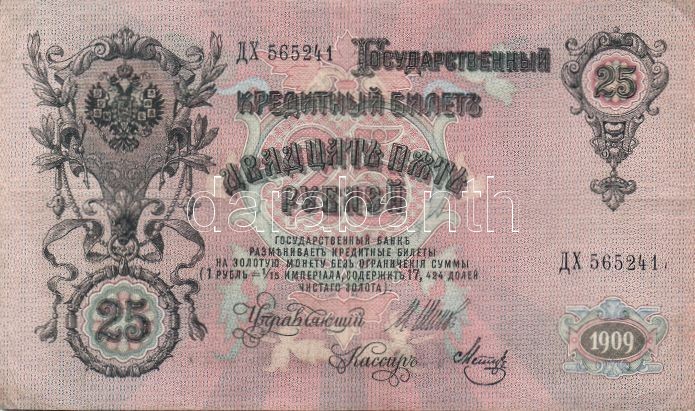 ДХ 565241
Государственный
25
Кредитный Билетъ
Двадцать пять
рублей
Государственный Банкъ
размѣниваетъ кредитные билеты
на золотую монету безъ ограниченія суммы
(1 рубль = 1/15 имперіала, содержитъ 17,424 долей
чистаго золота).
ДХ 565241
Управляющій
Кассиръ
25
1909
darabanth